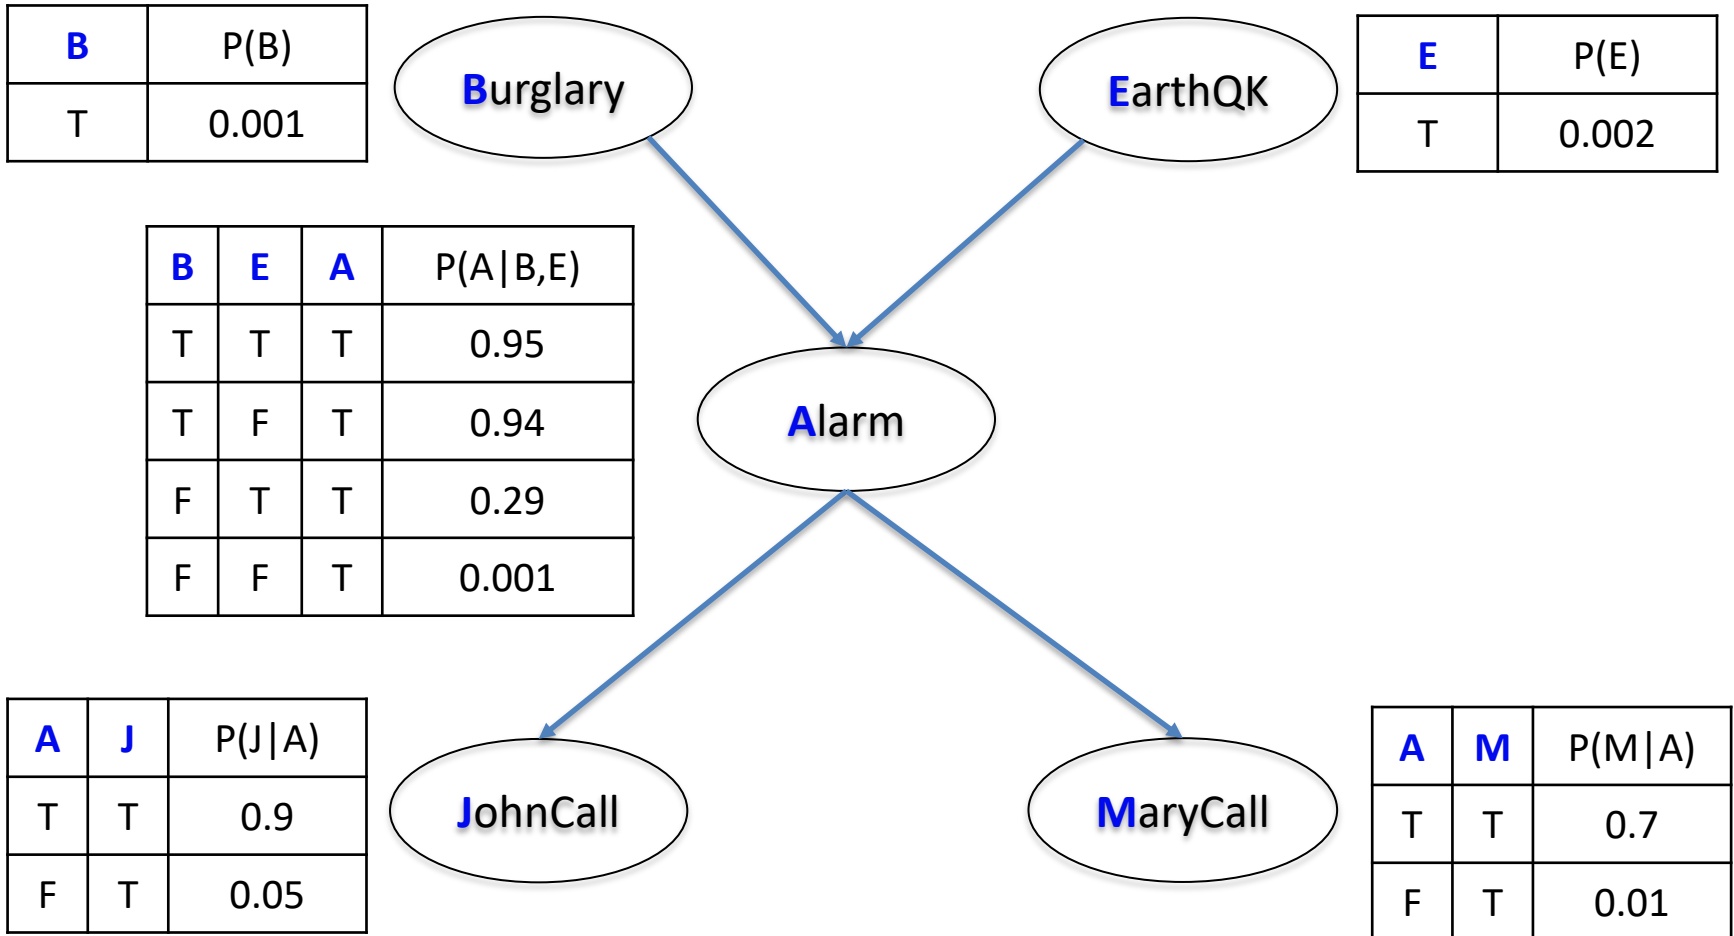 B P(B)
T 0.001
Burglary
EarthQK
E P(E)
T 0.002
B E A P(A|B,E)
T T T 0.95
T F T 0.94
F T T 0.29
F F T 0.001
Alarm
A J P(J|A)
T T 0.9
F T 0.05
JohnCall
MaryCall
A M P(M|A)
T T 0.7
F T 0.01